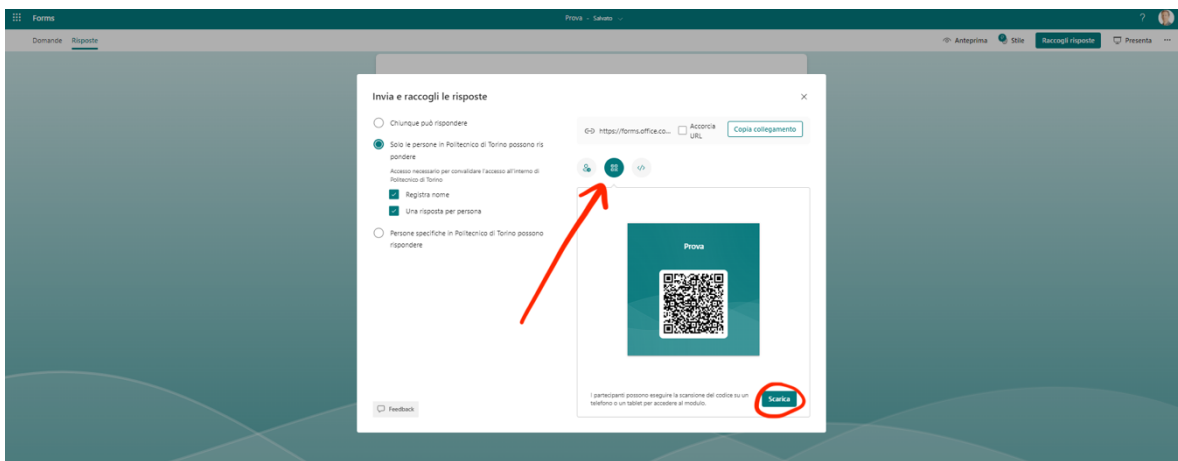 Forms
Prova - Salvato
?
Domande Risposte
Anteprima Stile Raccogli risposte Presenta ...
Invia e raccogli le risposte
Chiunque può rispondere
Solo le persone in Politecnico di Torino possono ris
pondere
Accesso necessario per convalidare l'accesso all'interno di
Politecnico di Torino
Registra nome
Una risposta per persona
Persone specifiche in Politecnico di Torino possono
rispondere
Feedback
https://forms.office.co... Accorcia
URL
Copia collegamento
Prova
I partecipanti possono eseguire la scansione del codice su un
telefono o un tablet per accedere al modulo.
Scarica